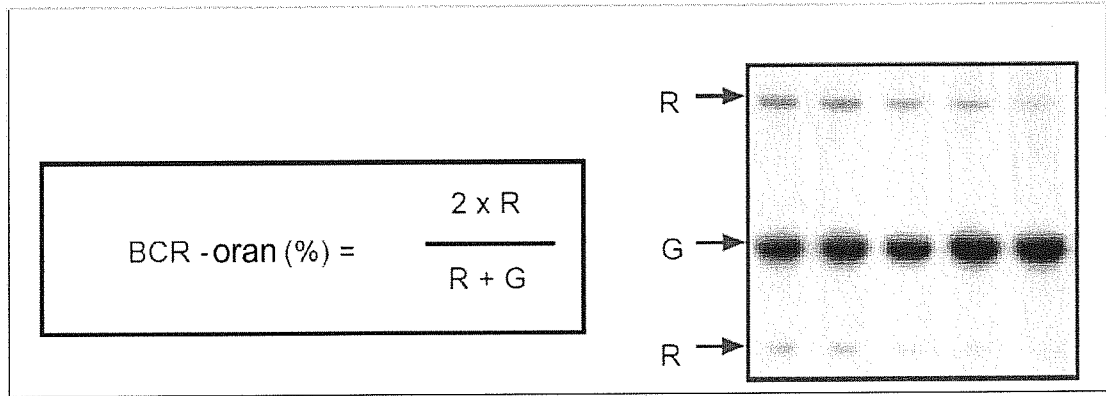 BCR - oran (%) =
2 x R
R + G
R
G
R